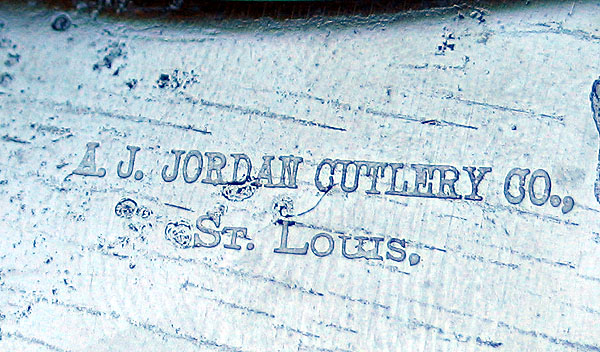 A. J. JORDAN CUTLERY CO.,
St. Louis.